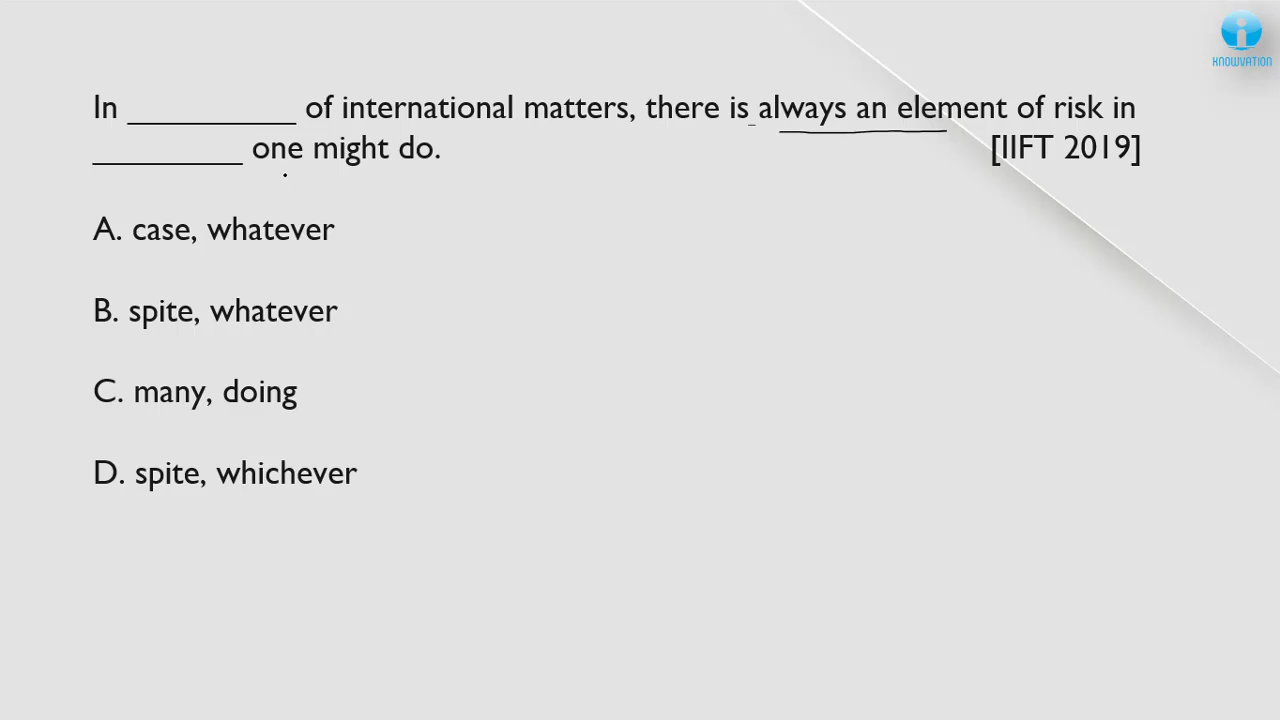 KNOWVATION
In __________ of international matters, there is always an element of risk in
_________ one might do. [IIFT 2019]
A. case, whatever
B. spite, whatever
C. many, doing
D. spite, whichever